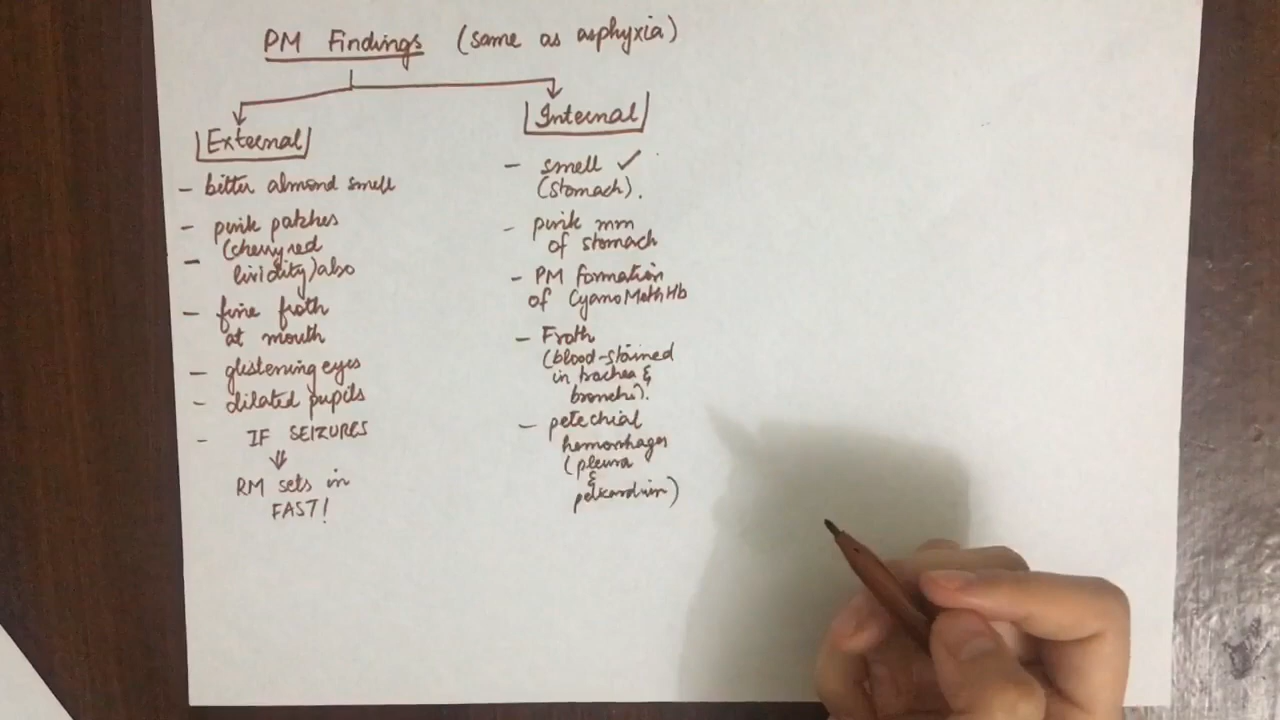 PM Findings (same as asphyxia)
External
- bitter almond smell
- pink patches
(cherry red
- lividity) also
- fine froth
at mouth
- glistening eyes
- dilated pupils
- IF SEIZURES
⇓
RM sets in
FAST!
Internal
- smell ✓
(stomach).
- pink mm
of stomach
- PM formation
of CyanoMethHb
- Froth
(blood-stained
in trachea &
bronchi).
- petechial
hemorrhages
(pleura
&
pericardium)